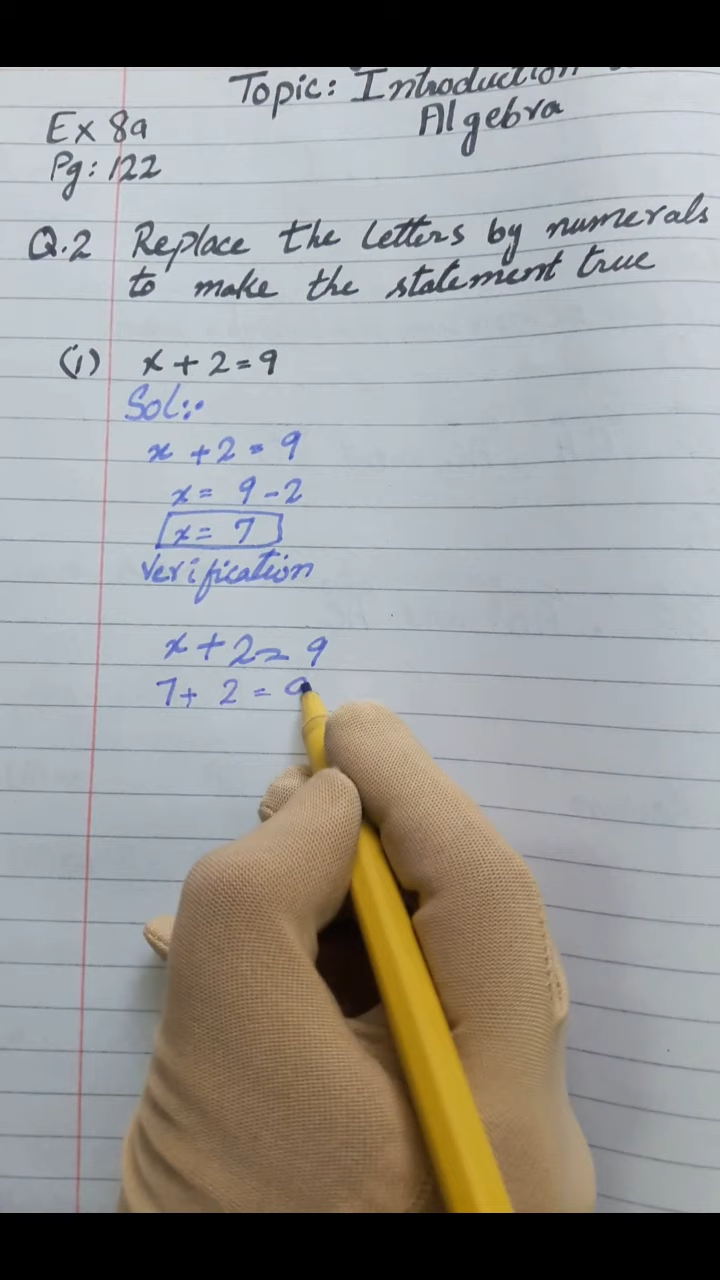 Topic: Introduction
Algebra
Ex 8a
Pg: 122
Q.2 Replace the letters by numerals
to make the statement true
(i) x + 2 = 9
Sol:-
x + 2 = 9
x = 9 - 2
x = 7
Verification
x + 2 = 9
7 + 2 = 9